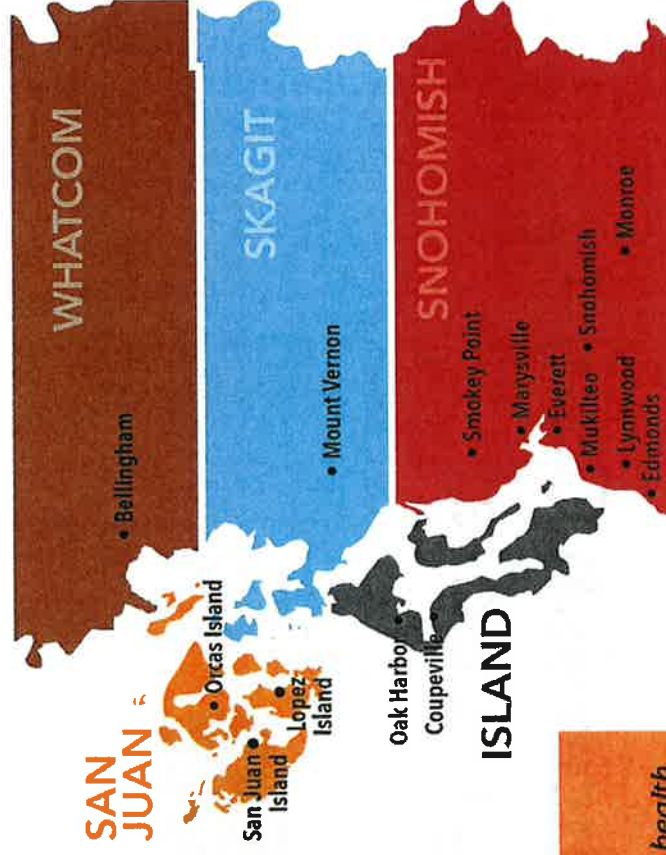 WHATCOM
• Bellingham
SAN
JUAN
• Orcas Island
San Juan •
Island
• Lopez
Island
SKAGIT
• Mount Vernon
Oak Harbor •
Coupeville •
ISLAND
SNOHOMISH
• Smokey Point
• Marysville
• Everett
• Mukilteo
• Snohomish
• Lynnwood
• Monroe
• Edmonds
health